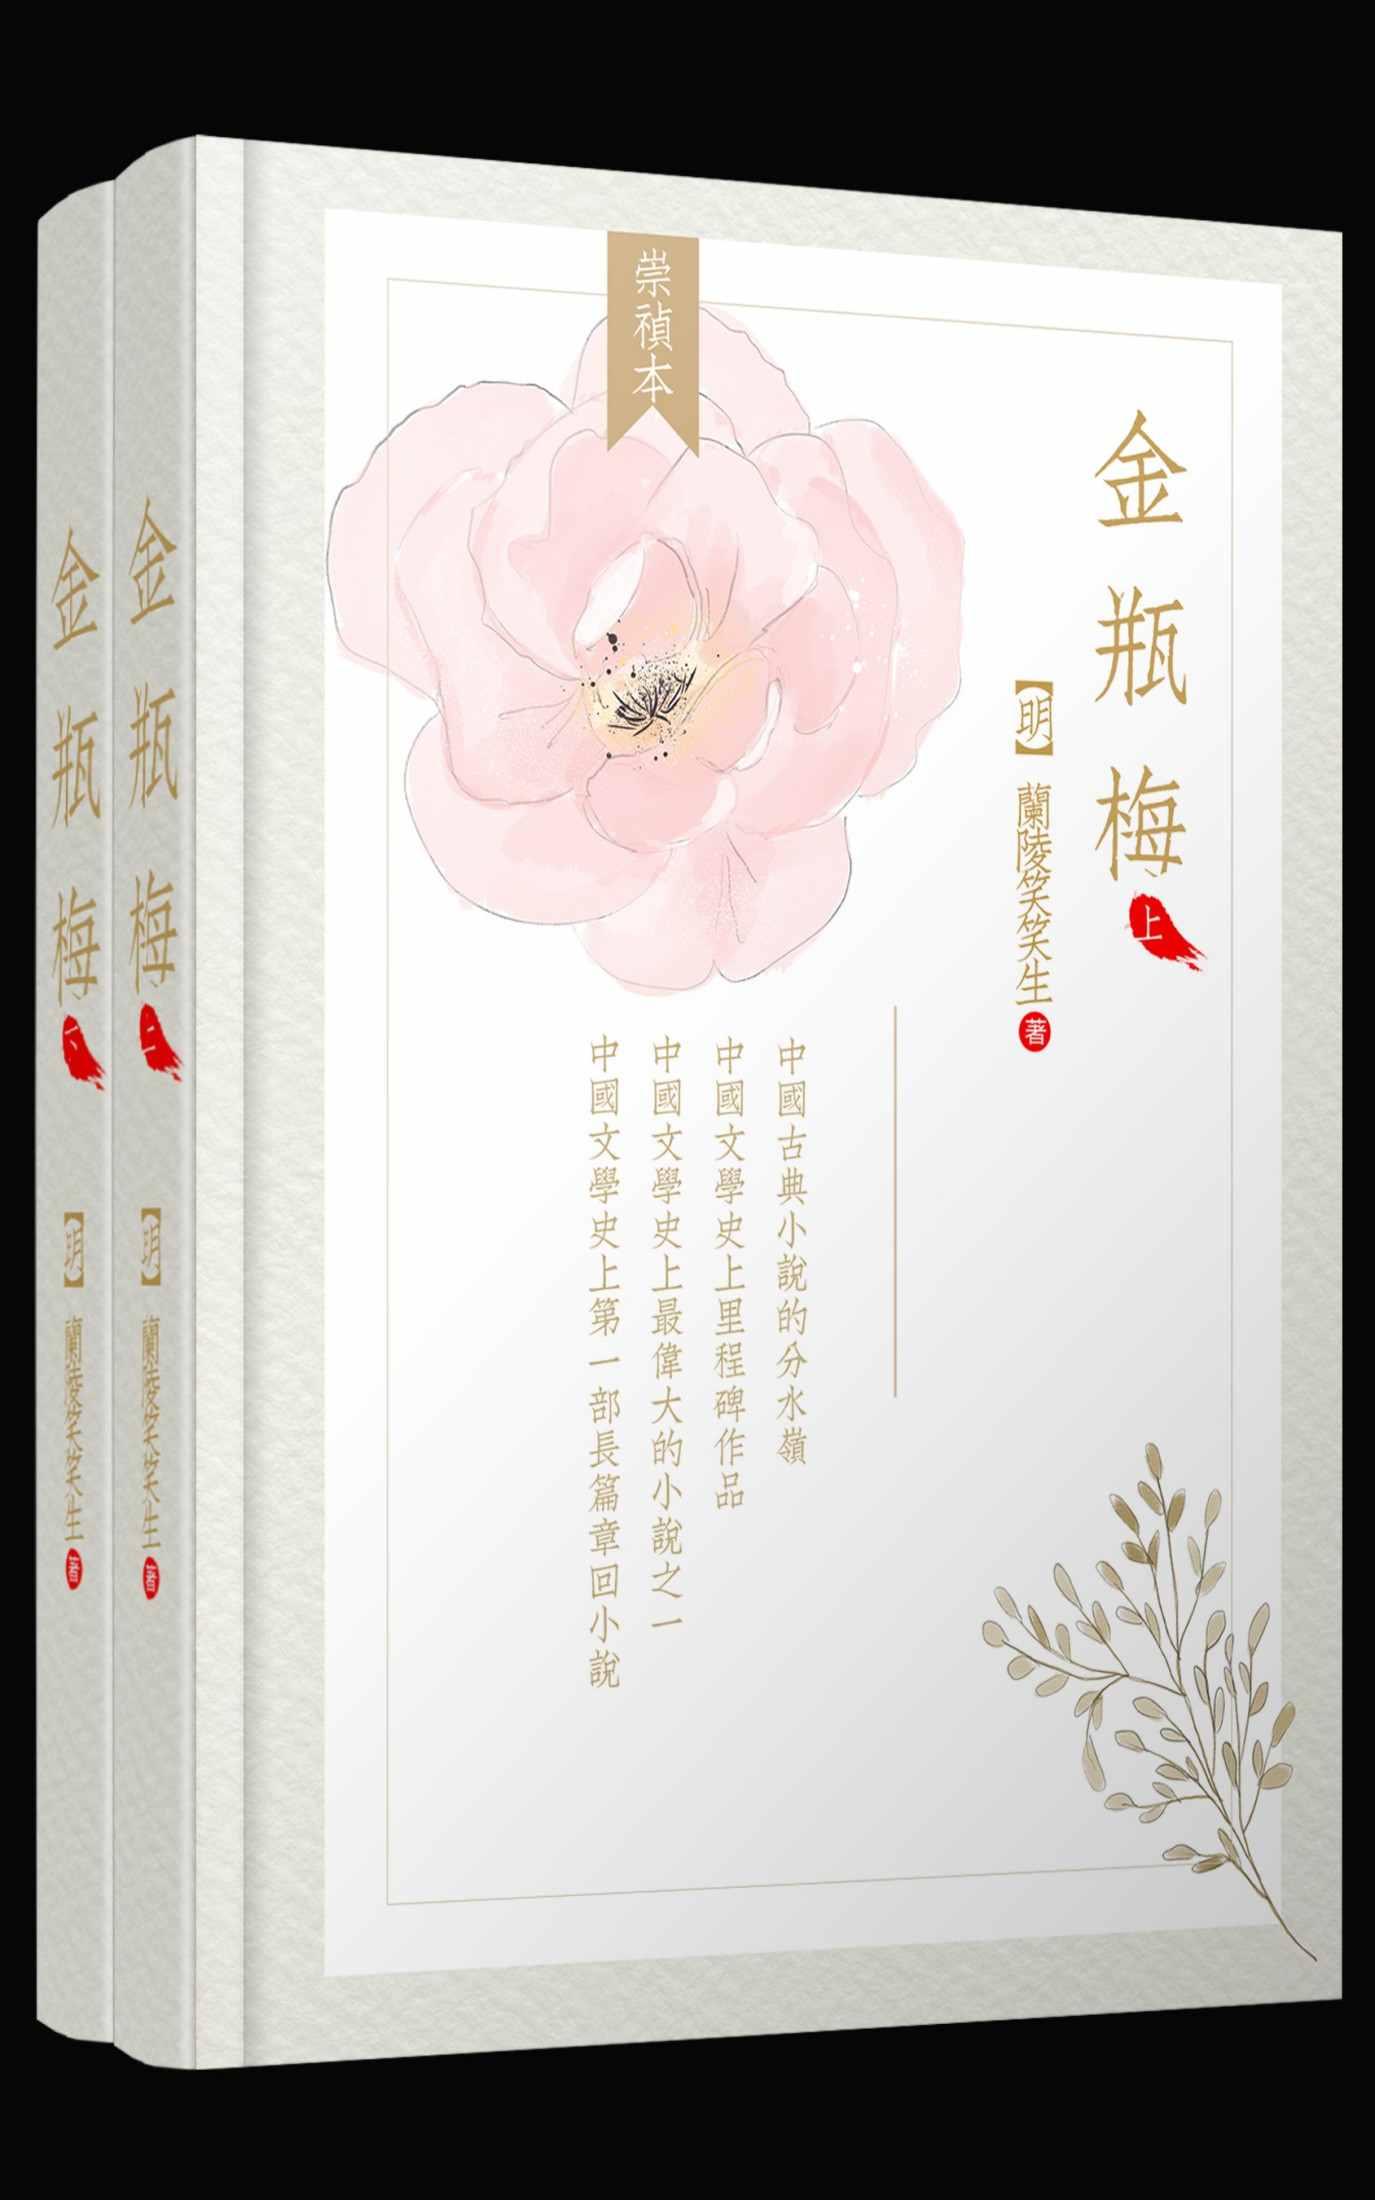 崇禎本
金瓶梅
上
【明】蘭陵笑笑生
著
中國古典小說的分水嶺
中國文學史上里程碑作品
中國文學史上最偉大的小說之一
中國文學史上第一部長篇章回小說
金瓶梅
【明】蘭陵笑笑生
著
金瓶梅
【明】蘭陵笑笑生
著